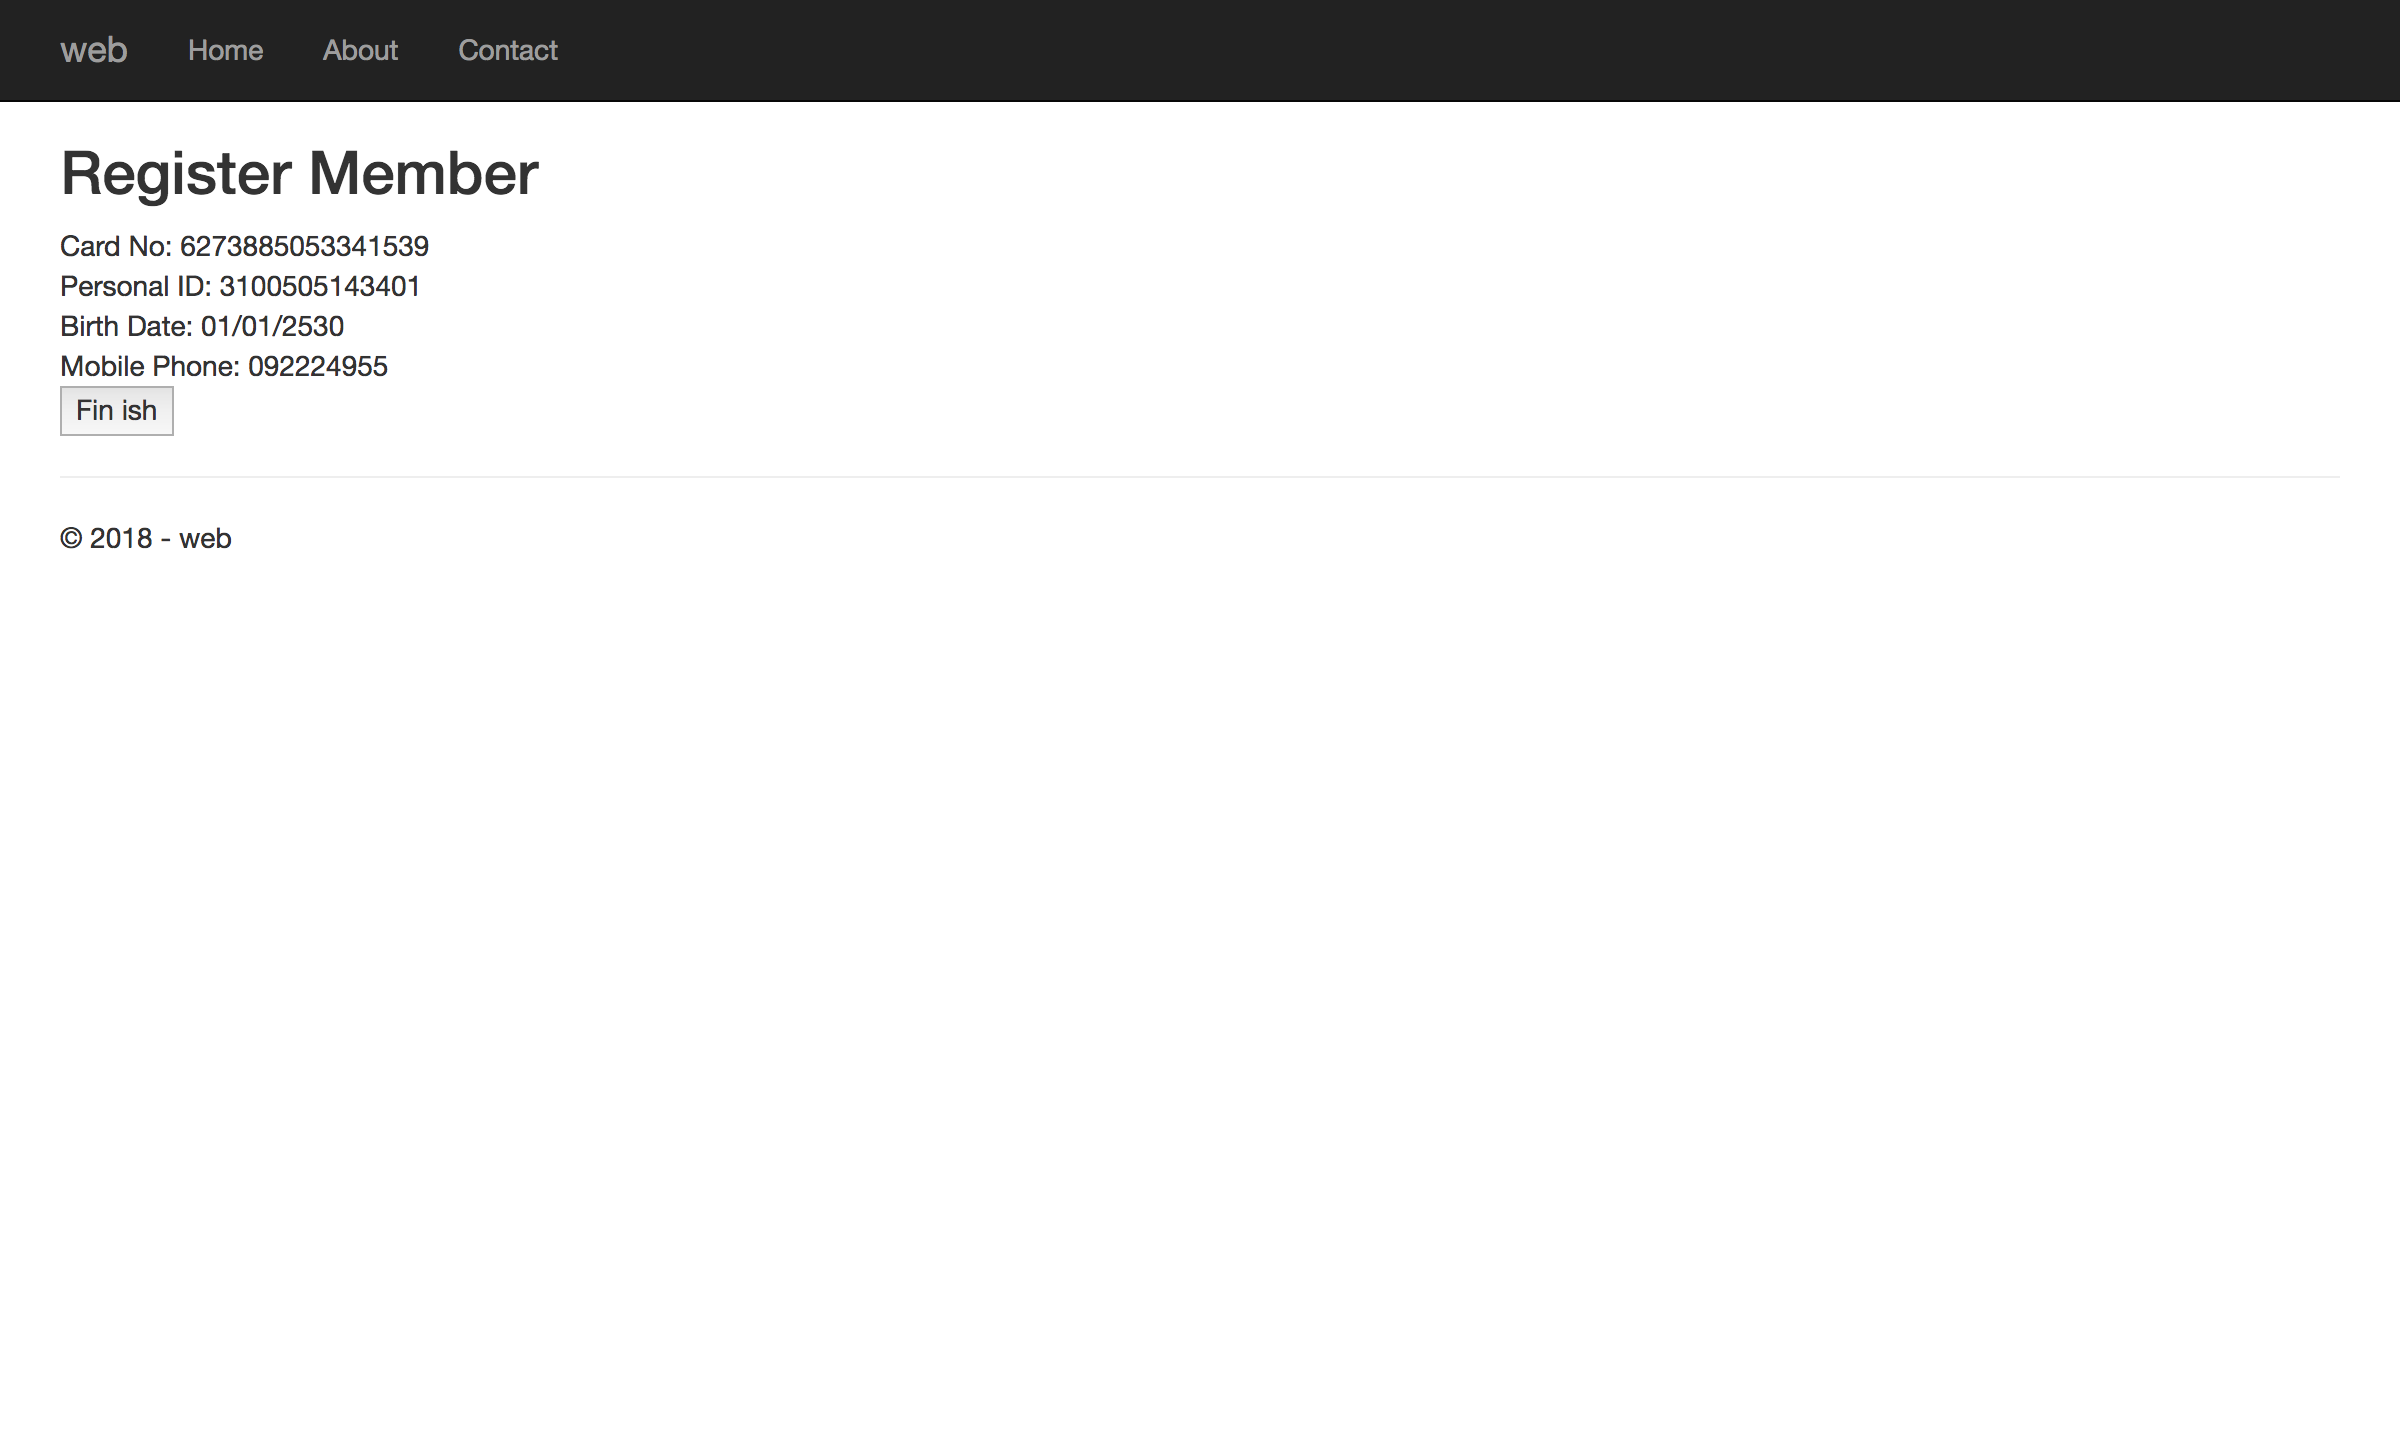 web Home About Contact
Register Member
Card No: 6273885053341539
Personal ID: 3100505143401
Birth Date: 01/01/2530
Mobile Phone: 092224955
Fin ish
© 2018 - web